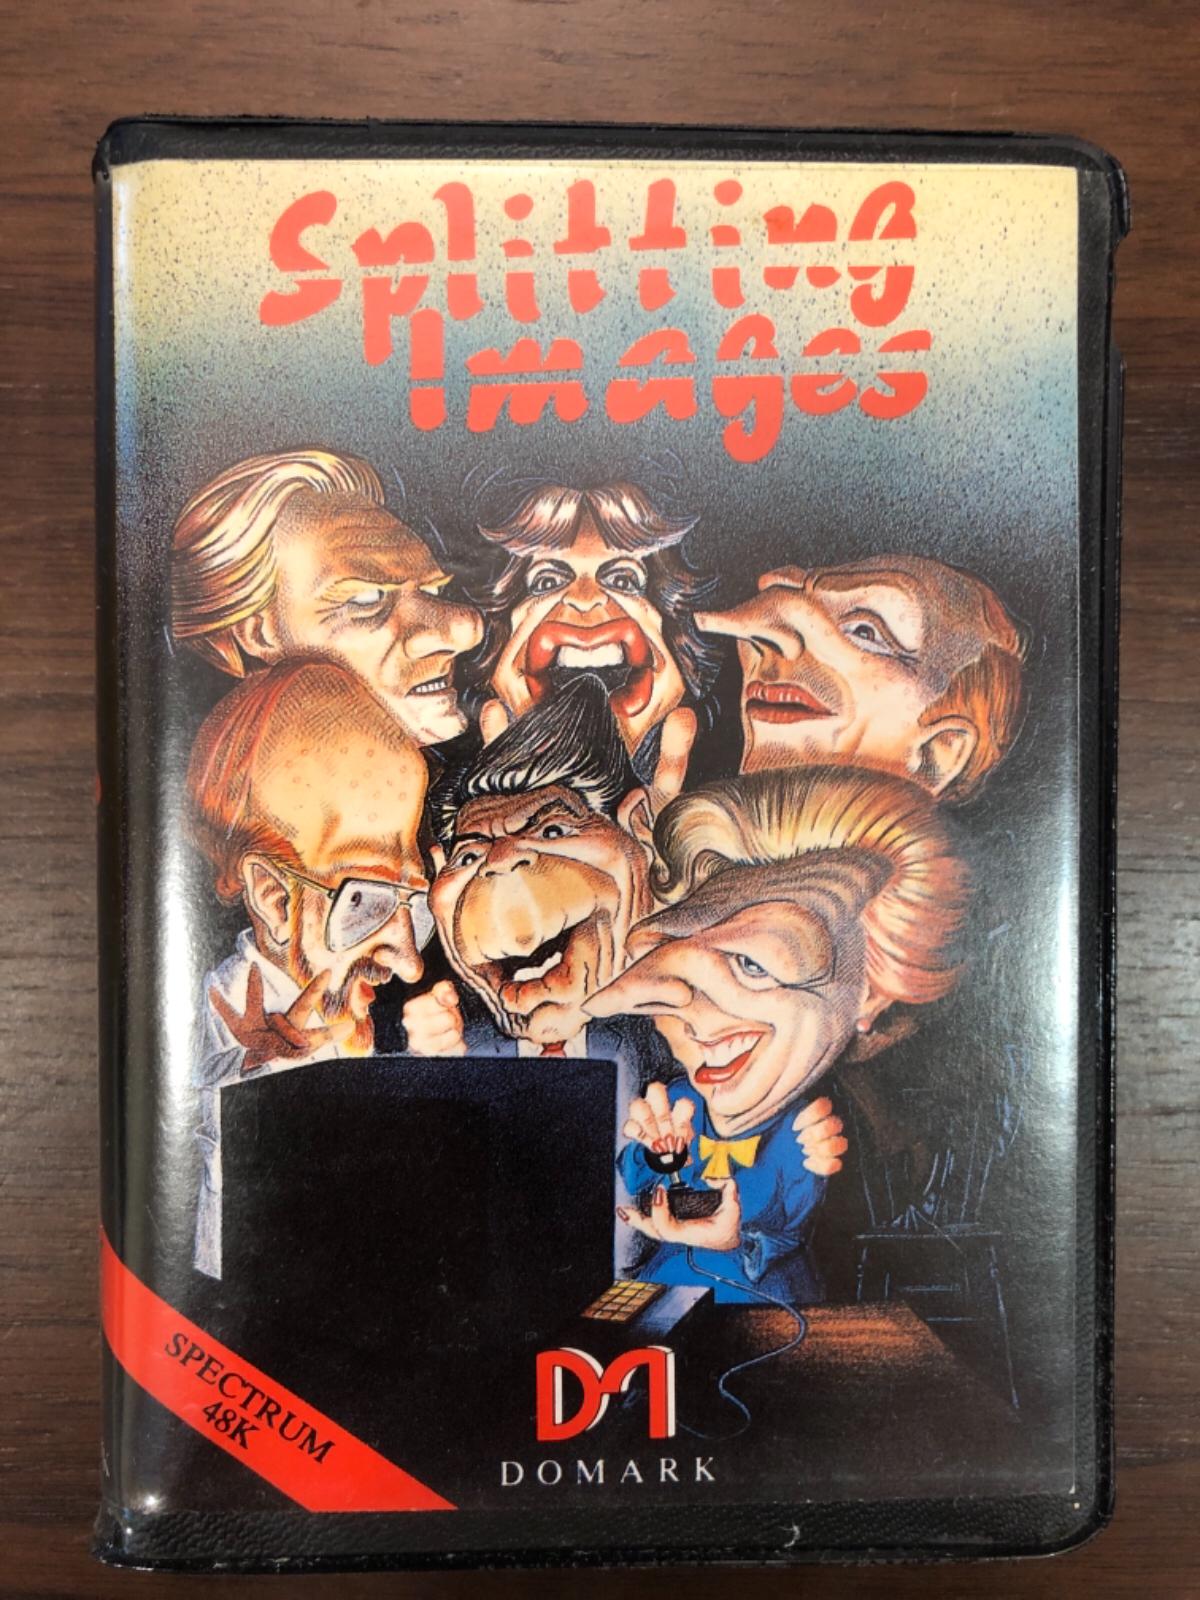 Splitting
Images
SPECTRUM
48K
DOMARK